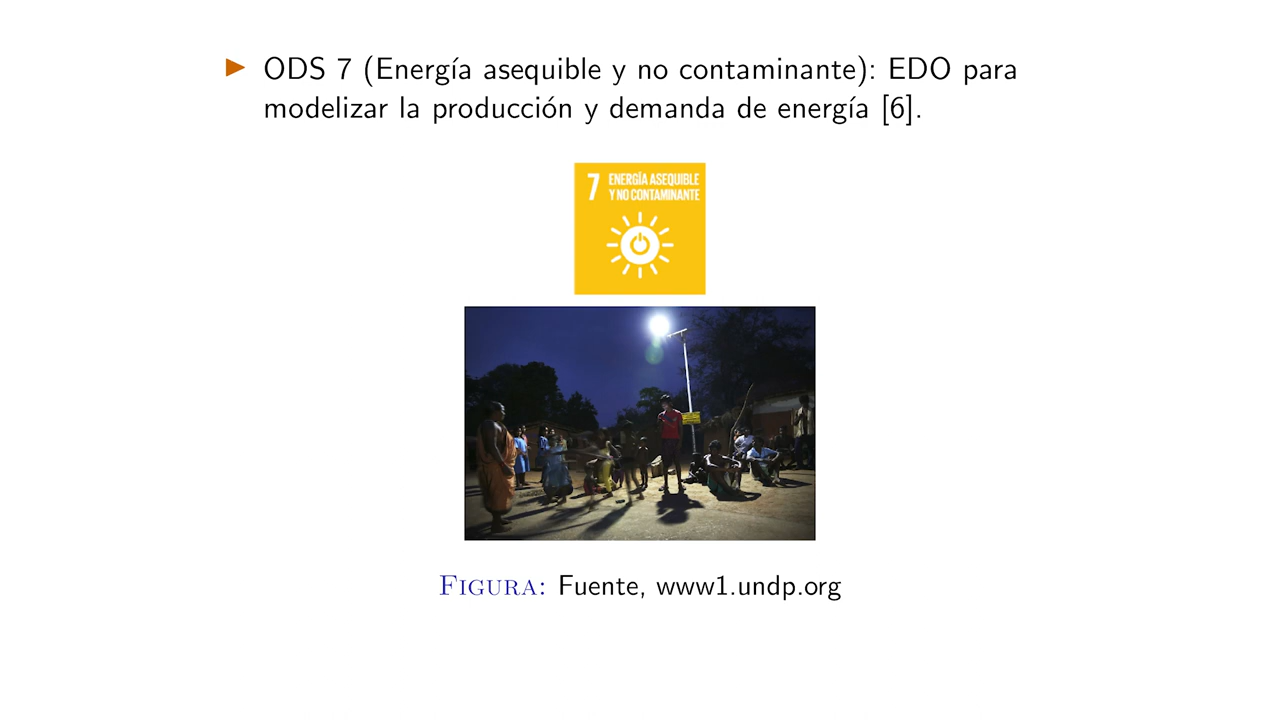 ODS 7 (Energía asequible y no contaminante): EDO para
modelizar la producción y demanda de energía [6].
7 ENERGÍA ASEQUIBLE
Y NO CONTAMINANTE
FIGURA: Fuente, www1.undp.org